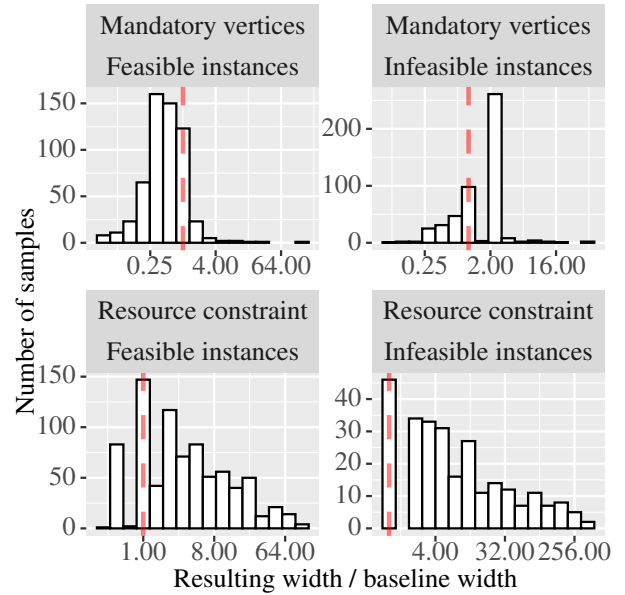 Mandatory vertices
Feasible instances
Mandatory vertices
Infeasible instances
150
100
50
0
0.25 4.00 64.00
200
100
0
0.25 2.00 16.00
Number of samples
Resource constraint
Feasible instances
Resource constraint
Infeasible instances
150
100
50
0
1.00 8.00 64.00
40
30
20
10
0
4.00 32.00 256.00
Resulting width / baseline width